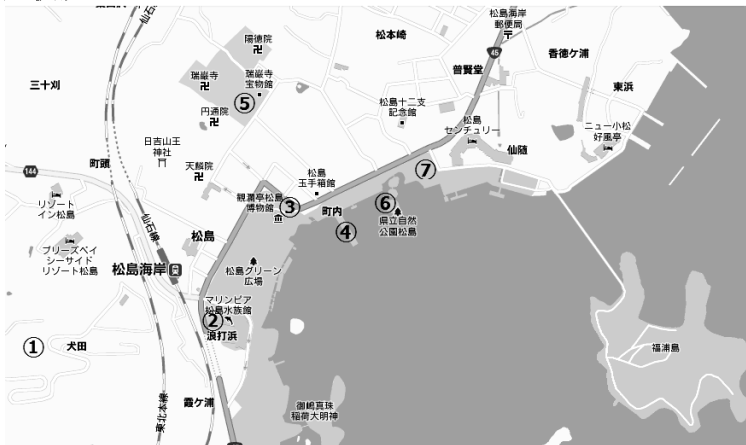 陽徳院
松本崎
松島海岸
郵便局
45
香徳ケ浦
普賢堂
東浜
瑞巌寺
瑞巌寺
宝物館
三十刈
⑤
円通院
松島十二支
記念館
松島
センチュリー
仙随
ニュー小松
好風亭
日吉山王
神社
町頭
144
天麟院
松島
玉手箱館
⑦
リゾート
イン松島
仙石線
観瀾亭松島
博物館
③
町内
⑥
県立自然
公園松島
④
松島
ブリーズベイ
シーサイド
リゾート松島
松島海岸
松島グリーン
広場
マリンピア
松島水族館
②
浪打浜
①
犬田
福浦島
霞ケ浦
東北本線
御嶋真珠
稲荷大明神